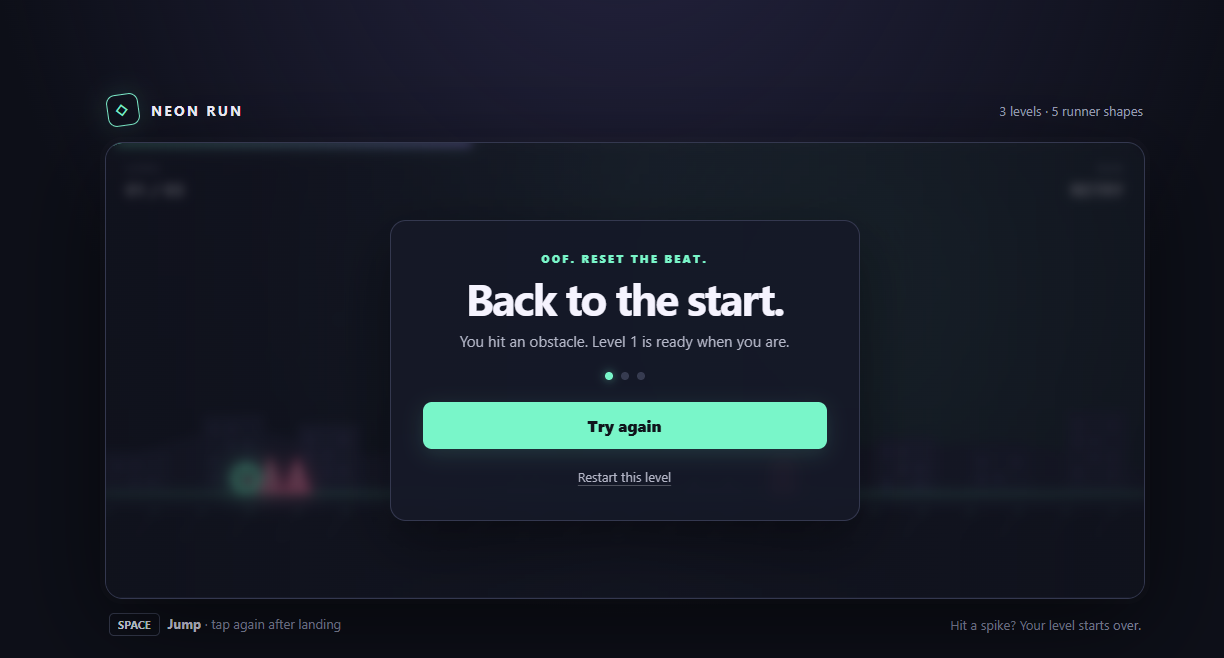 NEON RUN
3 levels · 5 runner shapes
OOF. RESET THE BEAT.
Back to the start.
You hit an obstacle. Level 1 is ready when you are.
Try again
Restart this level
SPACE Jump · tap again after landing
Hit a spike? Your level starts over.